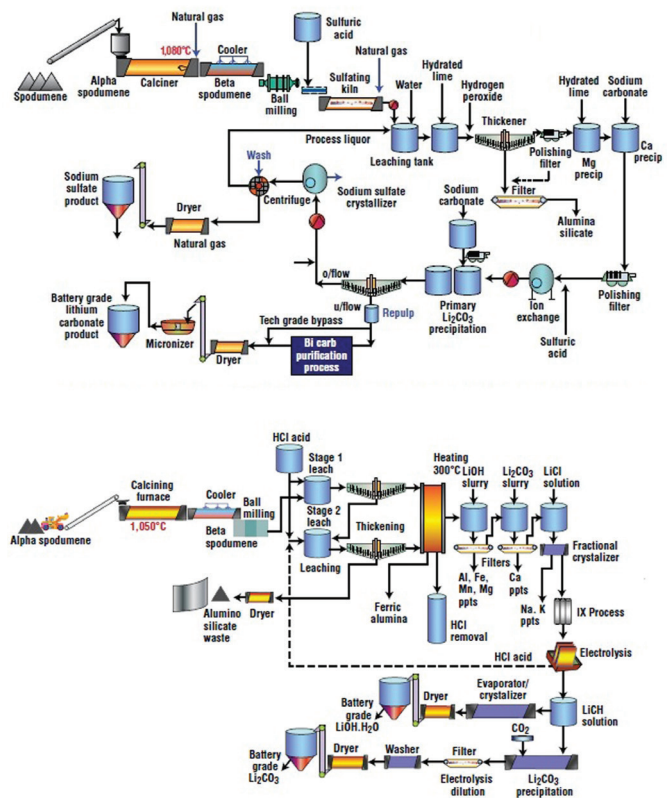 Natural gas
1,080°C
Cooler
Spodumene
Alpha
spodumene
Calciner
Beta
spodumene
Ball
milling
Sulfuric
acid
Natural gas
Sulfating
kiln
Water
Hydrated
lime
Hydrogen
peroxide
Thickener
Polishing
filter
Hydrated
lime
Sodium
carbonate
Process liquor
Leaching tank
Mg
precip
Ca
precip
Wash
Sodium
sulfate
product
Dryer
Natural gas
Centrifuge
Sodium sulfate
crystallizer
Sodium
carbonate
Filter
Alumina
silicate
o/flow
u/flow
Repulp
Primary
Li2CO3
precipitation
Ion
exchange
Polishing
filter
Sulfuric
acid
Battery grade
lithium
carbonate
product
Micronizer
Dryer
Tech grade bypass
Bi carb
purification
process
HCl acid
Stage 1
leach
Heating
300°C
LiOH
slurry
Li2CO3
slurry
LiCl
solution
Calcining
furnace
1,050°C
Cooler
Ball
milling
Alpha spodumene
Beta
spodumene
Stage 2
leach
Leaching
Thickening
Filters
Fractional
crystalizer
Al, Fe,
Mn, Mg
ppts
Ca
ppts
Na. K
ppts
IX Process
Alumino
silicate
waste
Dryer
Ferric
alumina
HCl
removal
HCl acid
Electrolysis
Battery
grade
LiOH.H2O
Dryer
Evaporator/
crystalizer
LiCH
solution
CO2
Battery
grade
Li2CO3
Dryer
Washer
Filter
Electrolysis
dilution
Li2CO3
precipitation